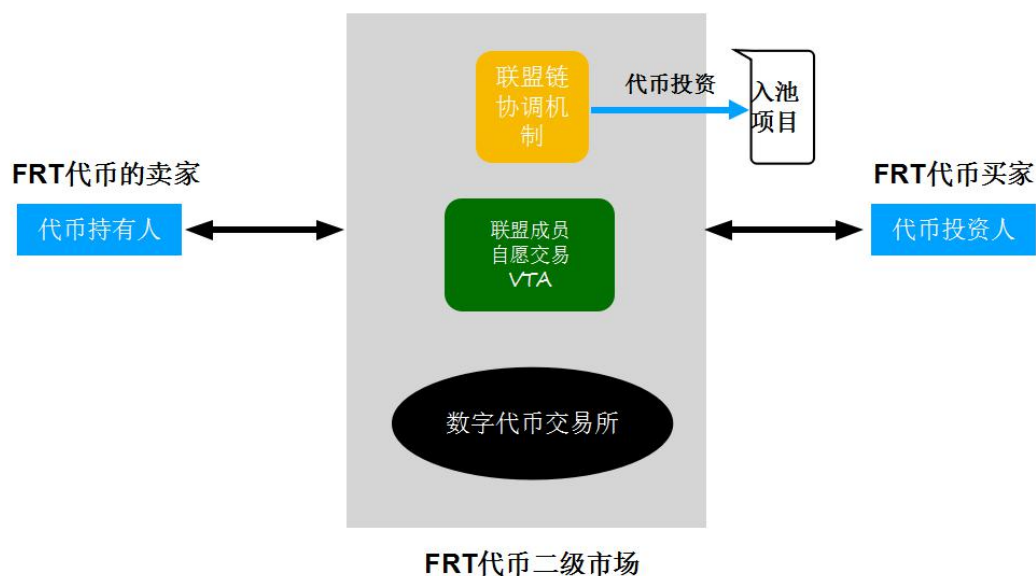 联盟链
协调机
制
代币投资
入池
项目
FRT代币的卖家
代币持有人
联盟成员
自愿交易
VTA
FRT代币买家
代币投资人
数字代币交易所
FRT代币二级市场